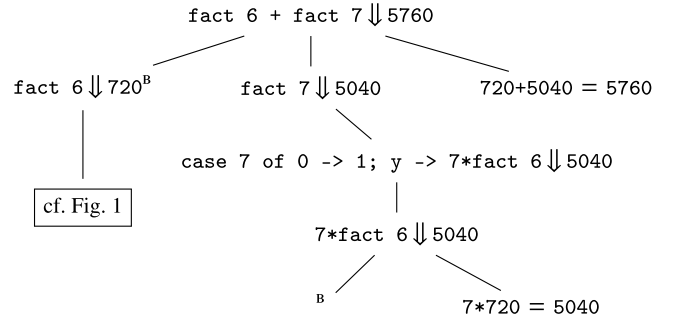 fact 6 + fact 7 ⇓ 5760
fact 6 ⇓ 720ᴮ fact 7 ⇓ 5040 720+5040 = 5760
case 7 of 0 -> 1; y -> 7*fact 6 ⇓ 5040
cf. Fig. 1
7*fact 6 ⇓ 5040
B 7*720 = 5040